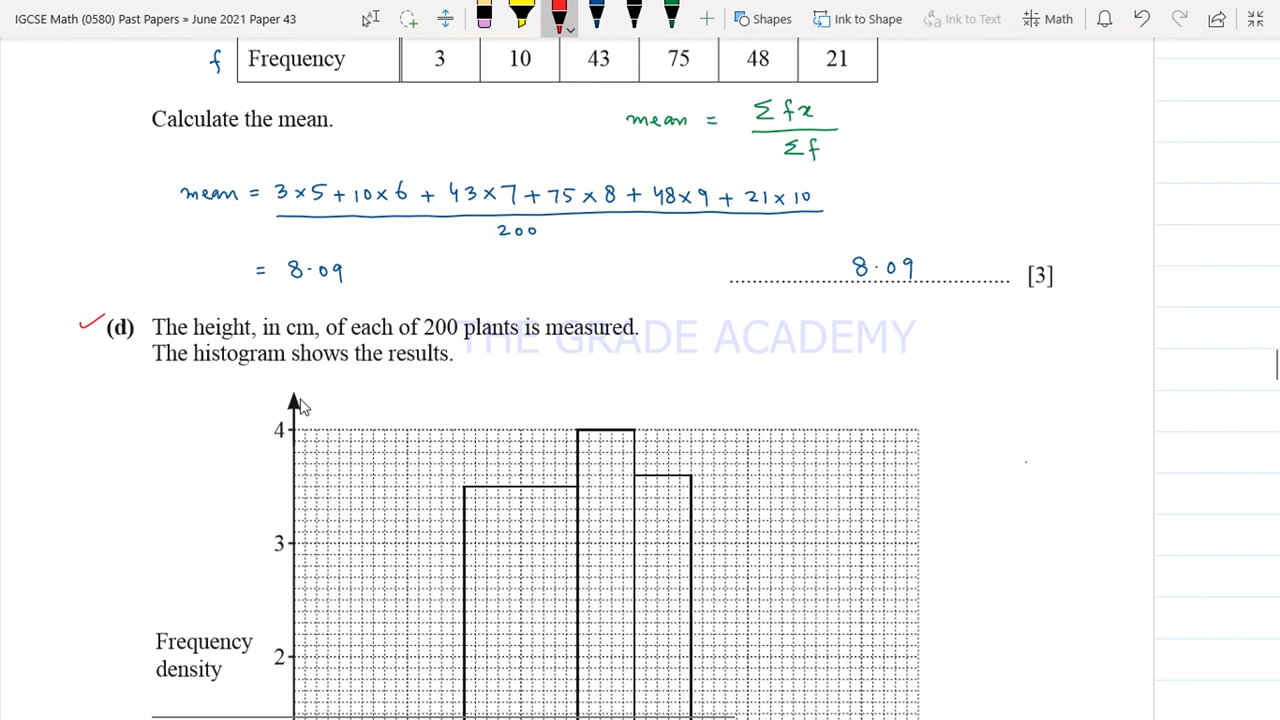 IGCSE Math (0580) Past Papers » June 2021 Paper 43
Shapes
Ink to Shape
Ink to Text
Math
f Frequency 3 10 43 75 48 21
Calculate the mean.
mean = Σfx / Σf
mean = 3×5+10×6+43×7+75×8+48×9+21×10
200
= 8.09
8.09 [3]
(d) The height, in cm, of each of 200 plants is measured.
THE GRADE ACADEMY
The histogram shows the results.
4
3
Frequency
density
2